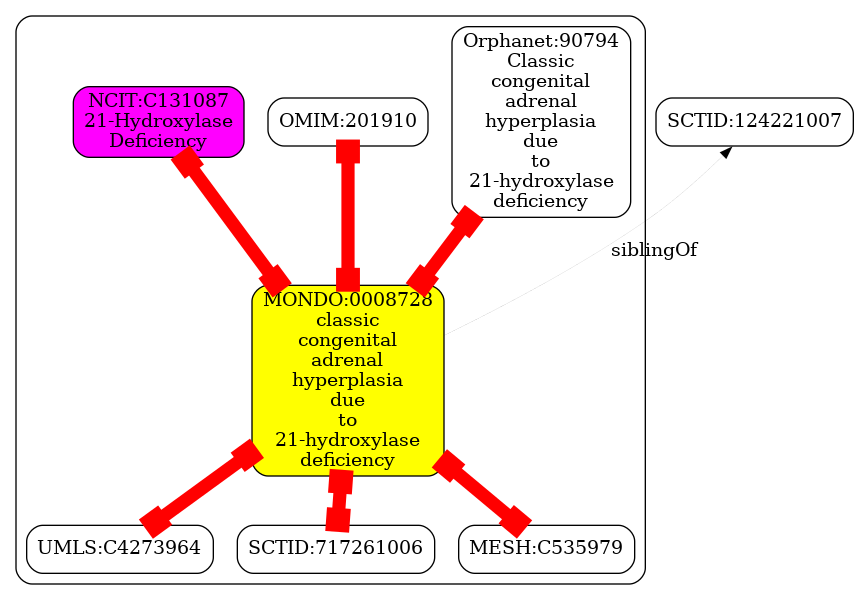 NCIT:C131087
21-Hydroxylase
Deficiency
OMIM:201910
Orphanet:90794
Classic
congenital
adrenal
hyperplasia
due
to
21-hydroxylase
deficiency
SCTID:124221007
siblingOf
MONDO:0008728
classic
congenital
adrenal
hyperplasia
due
to
21-hydroxylase
deficiency
UMLS:C4273964
SCTID:717261006
MESH:C535979